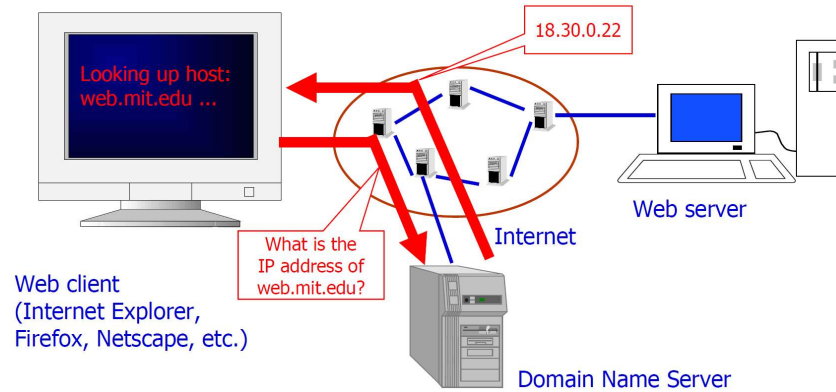 18.30.0.22
Looking up host:
web.mit.edu ...
Web server
Internet
What is the
IP address of
web.mit.edu?
Web client
(Internet Explorer,
Firefox, Netscape, etc.)
Domain Name Server